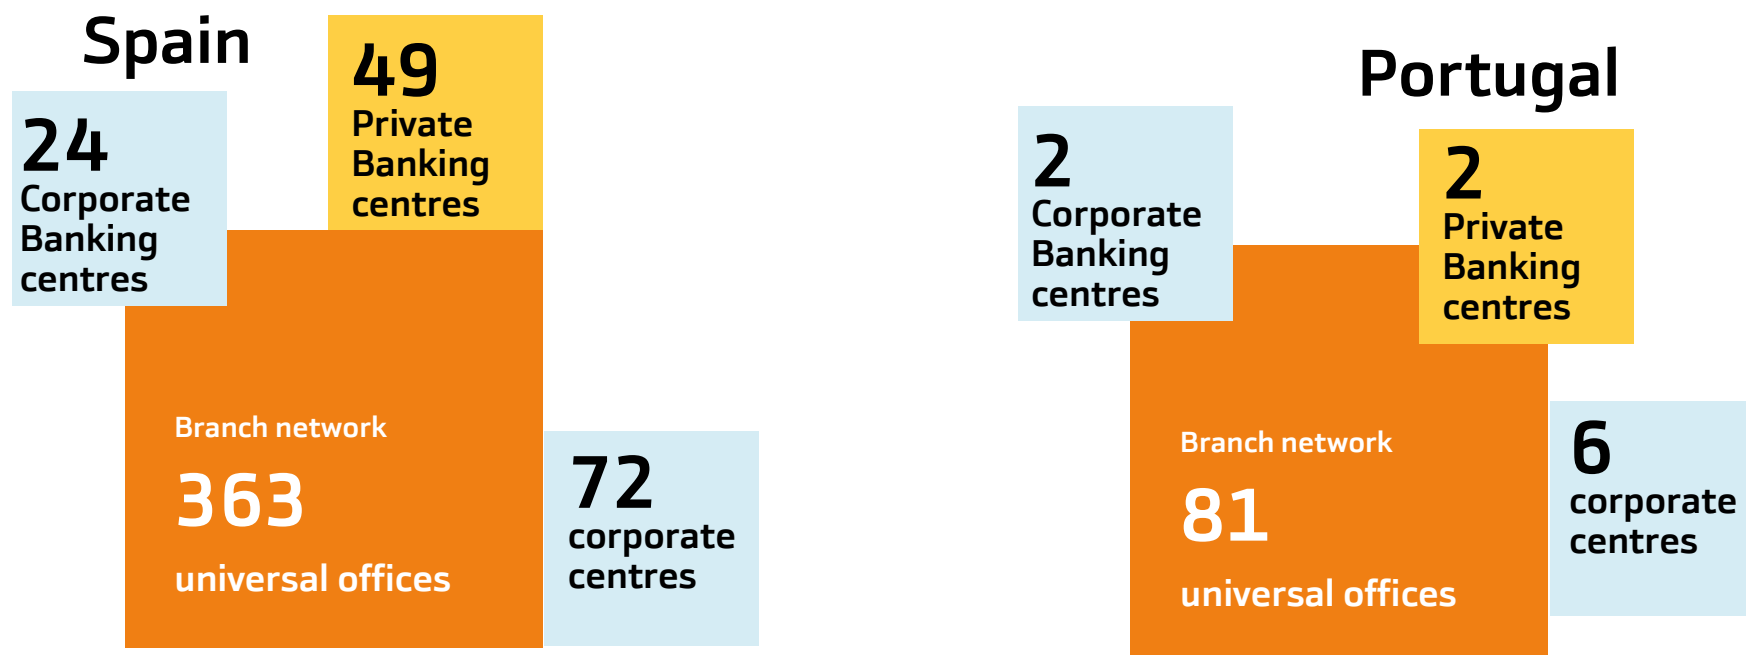 Spain
49
Private
Banking
centres
24
Corporate
Banking
centres
Branch network
363
universal offices
72
corporate
centres
Portugal
2
Corporate
Banking
centres
2
Private
Banking
centres
Branch network
81
universal offices
6
corporate
centres